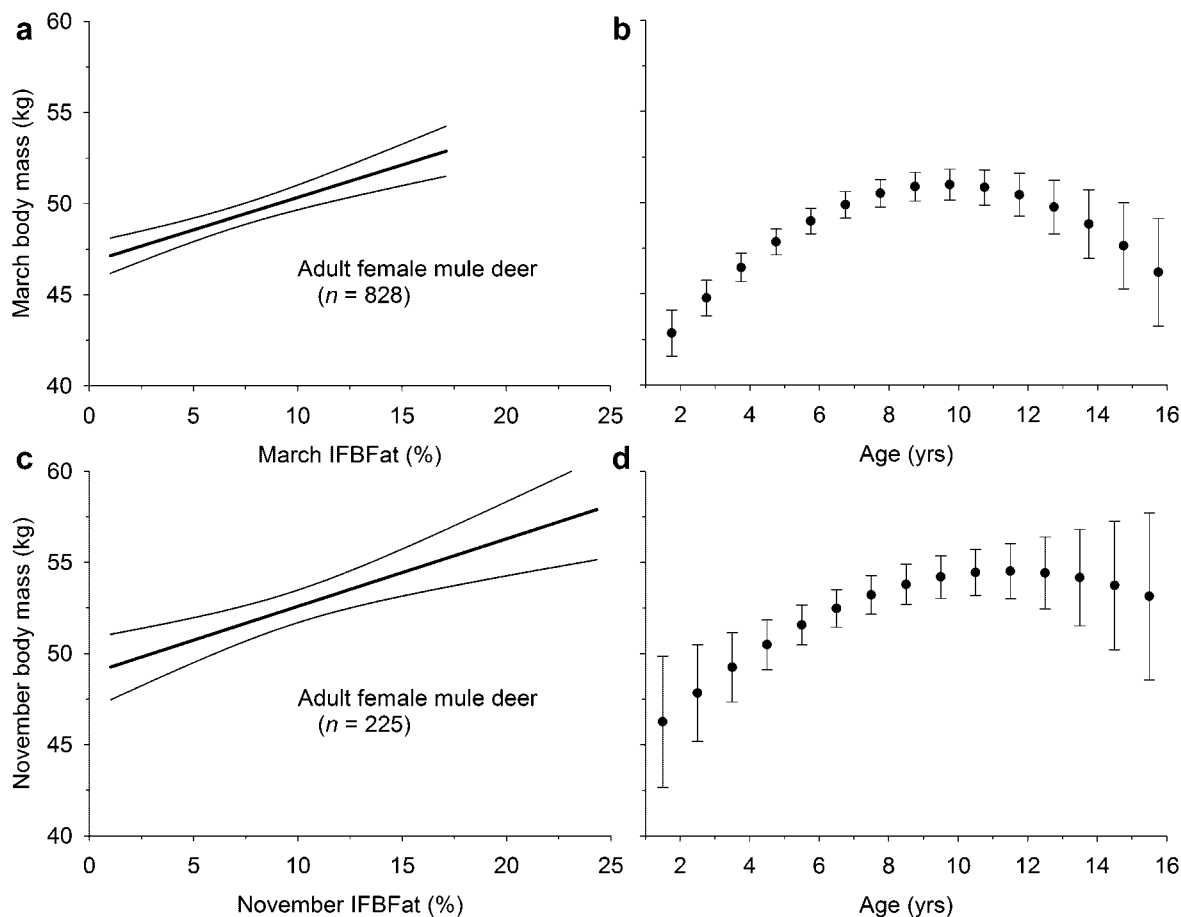 a
60
55
50
45
40
March body mass (kg)
Adult female mule deer
(n = 828)
0 5 10 15 20 25
March IFBFat (%)
b
2 4 6 8 10 12 14 16
Age (yrs)
c
60
55
50
45
40
November body mass (kg)
Adult female mule deer
(n = 225)
0 5 10 15 20 25
November IFBFat (%)
d
2 4 6 8 10 12 14 16
Age (yrs)